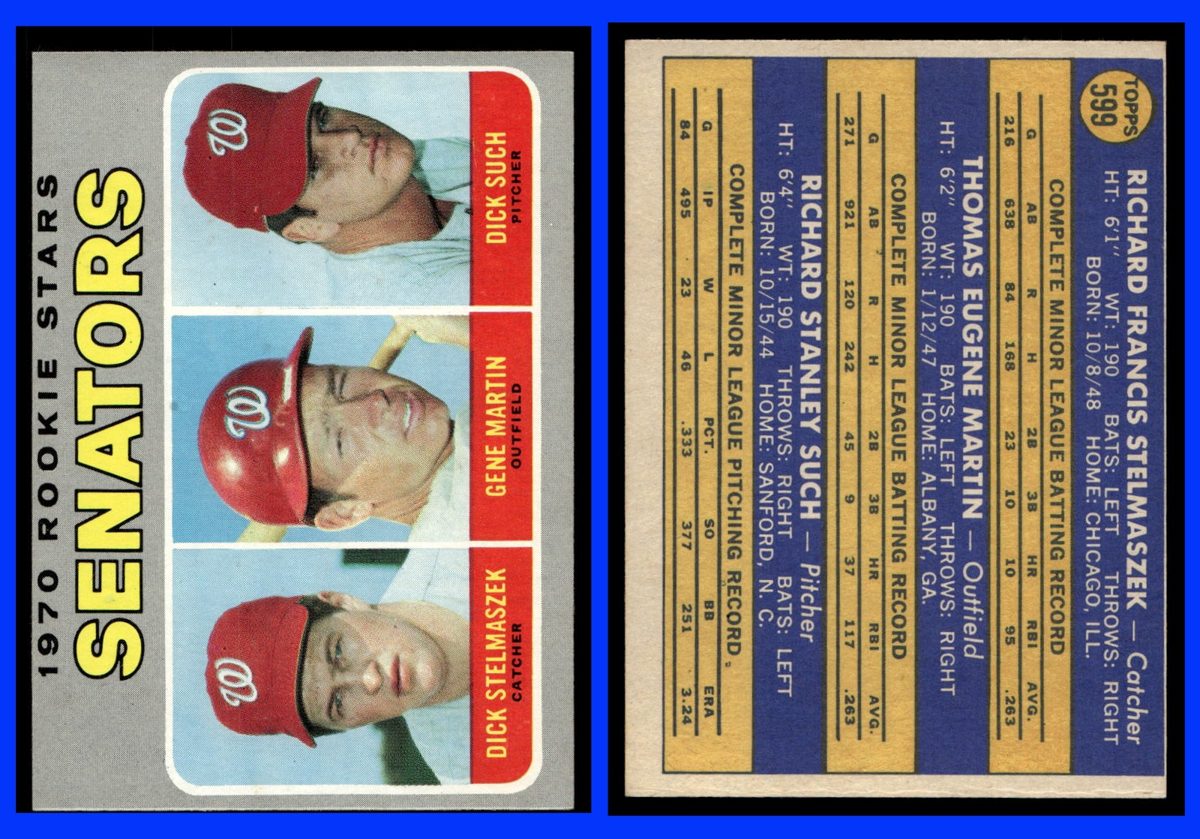 1970 ROOKIE STARS
SENATORS
W
DICK STELMASZEK
CATCHER
W
GENE MARTIN
OUTFIELD
W
DICK SUCH
PITCHER
TOPPS
599
RICHARD FRANCIS STELMASZEK — Catcher
HT: 6'1" WT: 190 BATS: LEFT THROWS: RIGHT
BORN: 10/8/48 HOME: CHICAGO, ILL.
COMPLETE MINOR LEAGUE BATTING RECORD
G AB R H 2B 3B HR RBI AVG.
216 638 84 168 23 10 10 95 .263
THOMAS EUGENE MARTIN — Outfield
HT: 6'2" WT: 190 BATS: LEFT THROWS: RIGHT
BORN: 1/12/47 HOME: ALBANY, GA.
COMPLETE MINOR LEAGUE BATTING RECORD
G AB R H 2B 3B HR RBI AVG.
271 921 120 242 45 9 37 117 .263
RICHARD STANLEY SUCH — Pitcher
HT: 6'4" WT: 190 THROWS: RIGHT BATS: LEFT
BORN: 10/15/44 HOME: SANFORD, N. C.
COMPLETE MINOR LEAGUE PITCHING RECORD
G IP W L PCT. SO BB ERA
84 495 23 46 .333 377 251 3.24